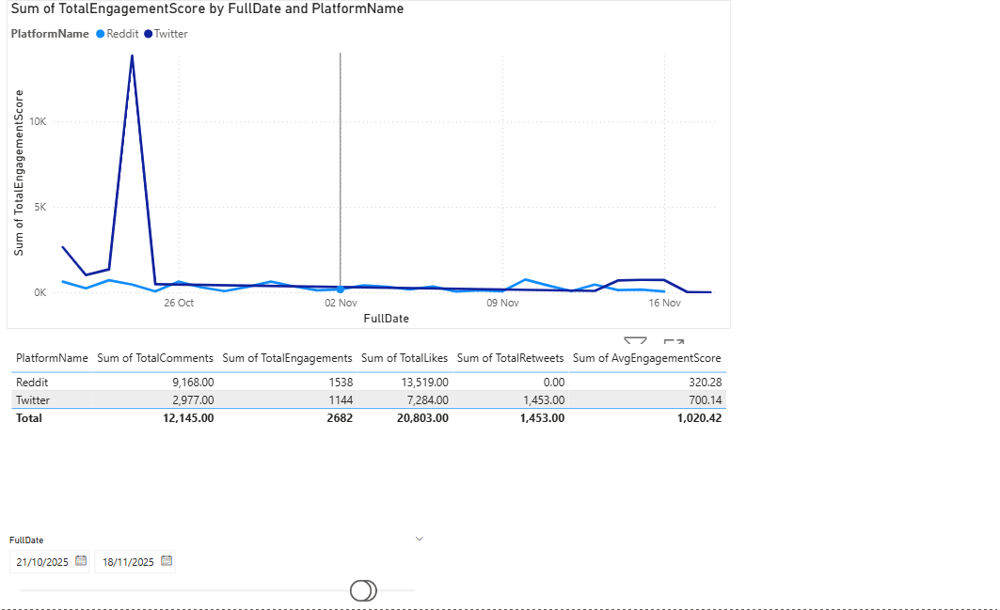 Sum of TotalEngagementScore by FullDate and PlatformName
PlatformName Reddit Twitter
Sum of TotalEngagementScore
10K
5K
0K
26 Oct 02 Nov 09 Nov 16 Nov
FullDate
PlatformName Sum of TotalComments Sum of TotalEngagements Sum of TotalLikes Sum of TotalRetweets Sum of AvgEngagementScore
Reddit 9,168.00 1538 13,519.00 0.00 320.28
Twitter 2,977.00 1144 7,284.00 1,453.00 700.14
Total 12,145.00 2682 20,803.00 1,453.00 1,020.42
FullDate
21/10/2025 18/11/2025